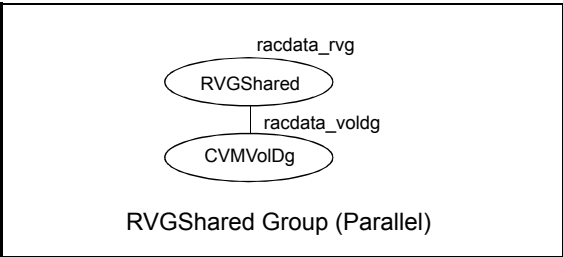 racdata_rvg
RVGShared
racdata_voldg
CVMVolDg
RVGShared Group (Parallel)